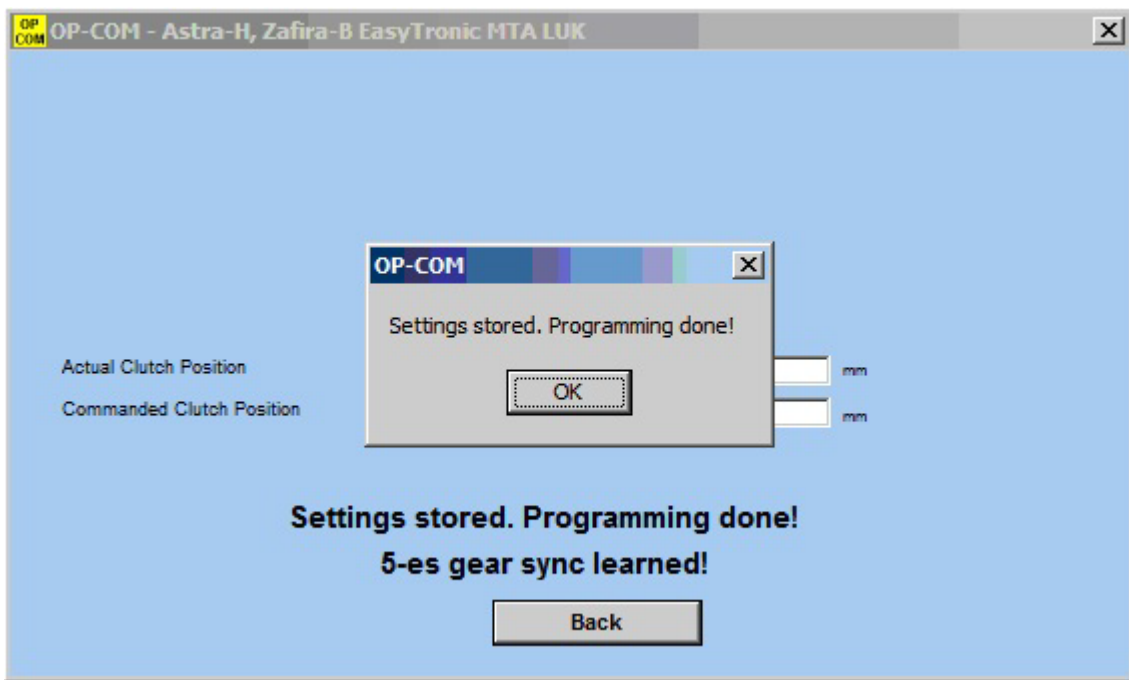 OP COM OP-COM - Astra-H, Zafira-B EasyTronic MTA LUK
OP-COM
Settings stored. Programming done!
OK
Actual Clutch Position mm
Commanded Clutch Position mm
Settings stored. Programming done!
5-es gear sync learned!
Back